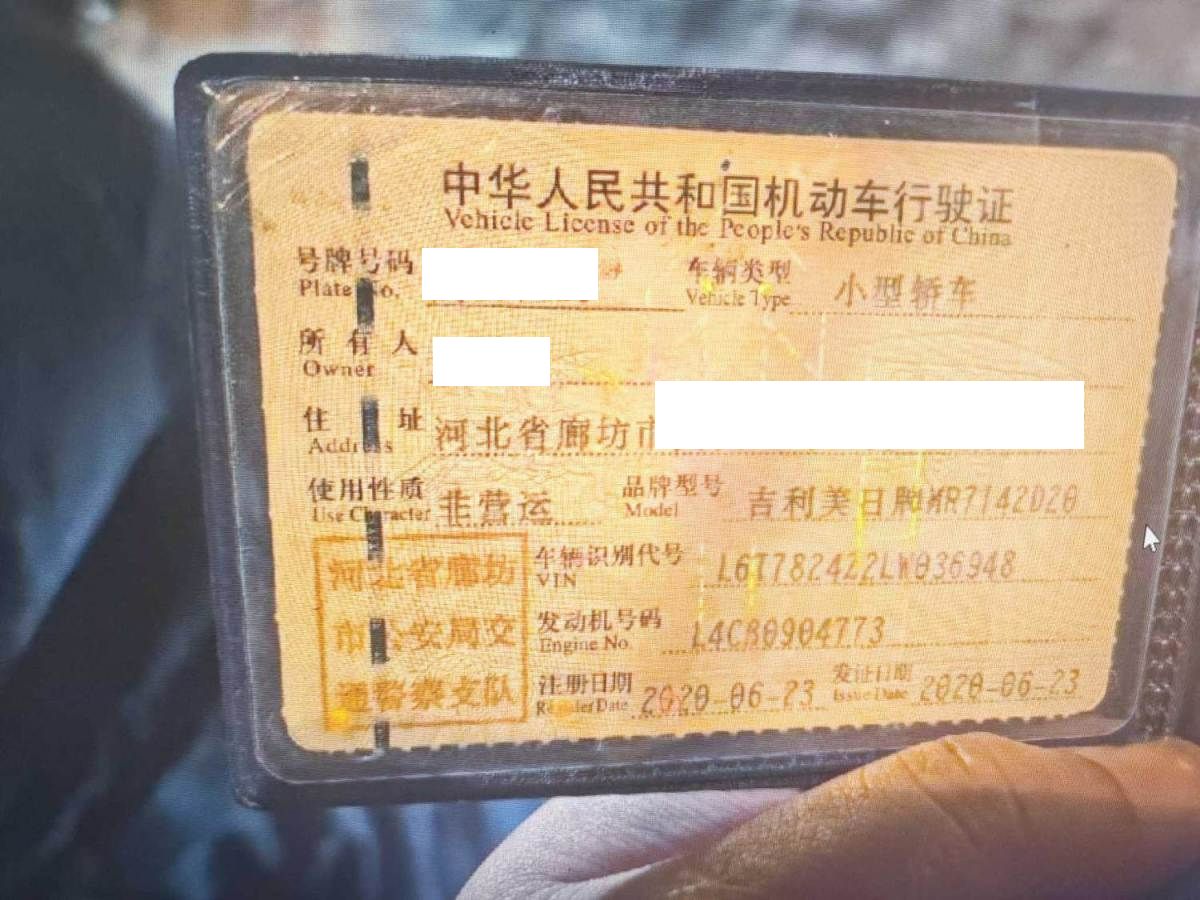 中华人民共和国机动车行驶证
Vehicle License of the People's Republic of China
号牌号码 车辆类型 小型轿车
Plate No. Vehicle Type
所有人
Owner
住址 河北省廊坊市
Address
使用性质 非营运 品牌型号 吉利美日牌MR7142D20
Use Character Model
河北省廊坊 车辆识别代号 L6T7824Z2LW036948
VIN
市公安局交 发动机号码 L4CB0904773
Engine No.
通警察支队 注册日期 2020-06-23 发证日期 2020-06-23
Register Date Issue Date